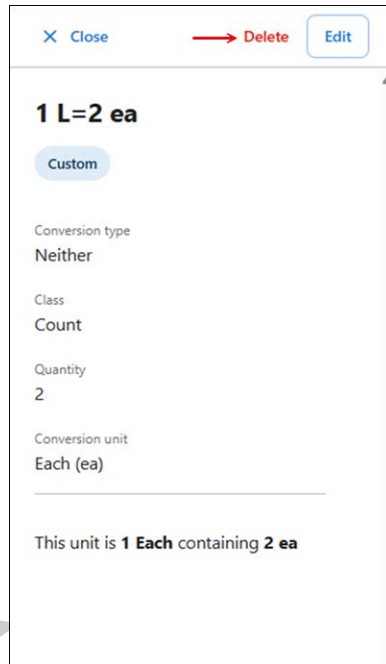 Close Delete Edit
1 L=2 ea
Custom
Conversion type
Neither
Class
Count
Quantity
2
Conversion unit
Each (ea)
This unit is 1 Each containing 2 ea